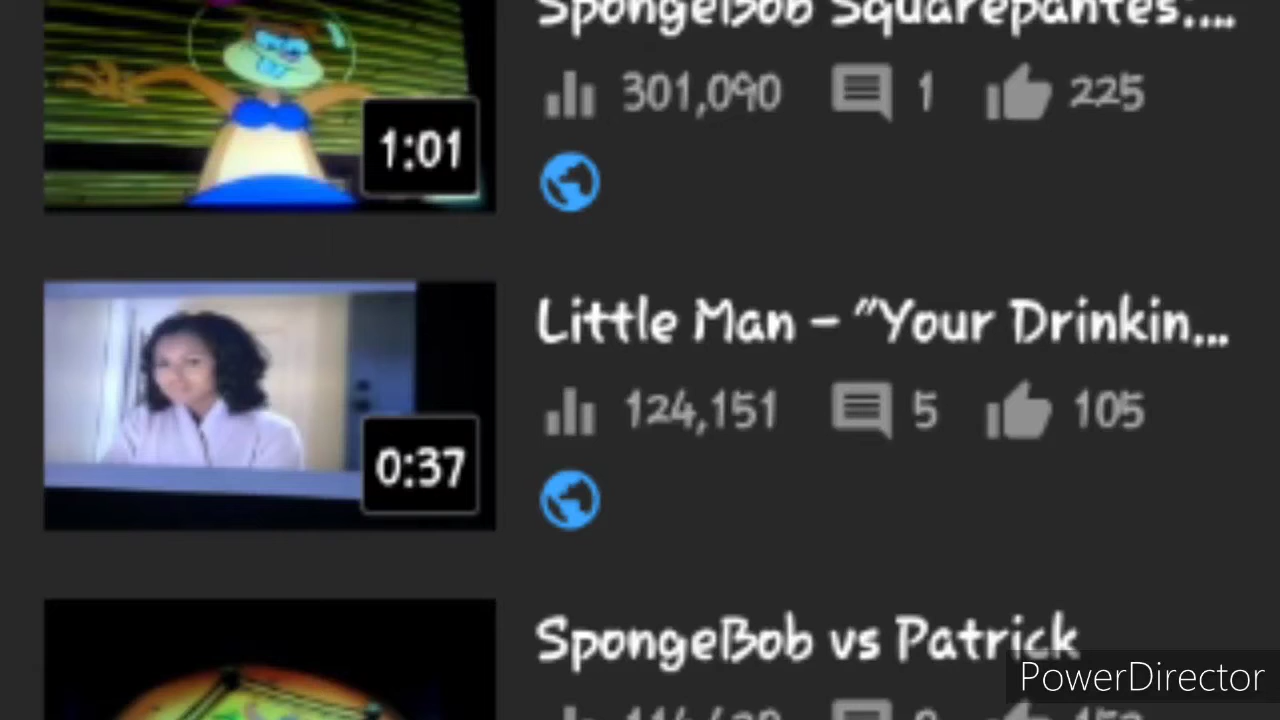 SpongeBob Squarepantes:...
301,090 1 225
1:01
Little Man - "Your Drinkin...
124,151 5 105
0:37
SpongeBob vs Patrick
PowerDirector